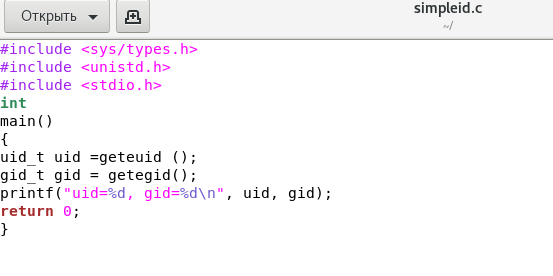 Открыть
simpleid.c
~/
#include <sys/types.h>
#include <unistd.h>
#include <stdio.h>
int
main()
{
uid_t uid =geteuid ();
gid_t gid = getegid();
printf("uid=%d, gid=%d\n", uid, gid);
return 0;
}